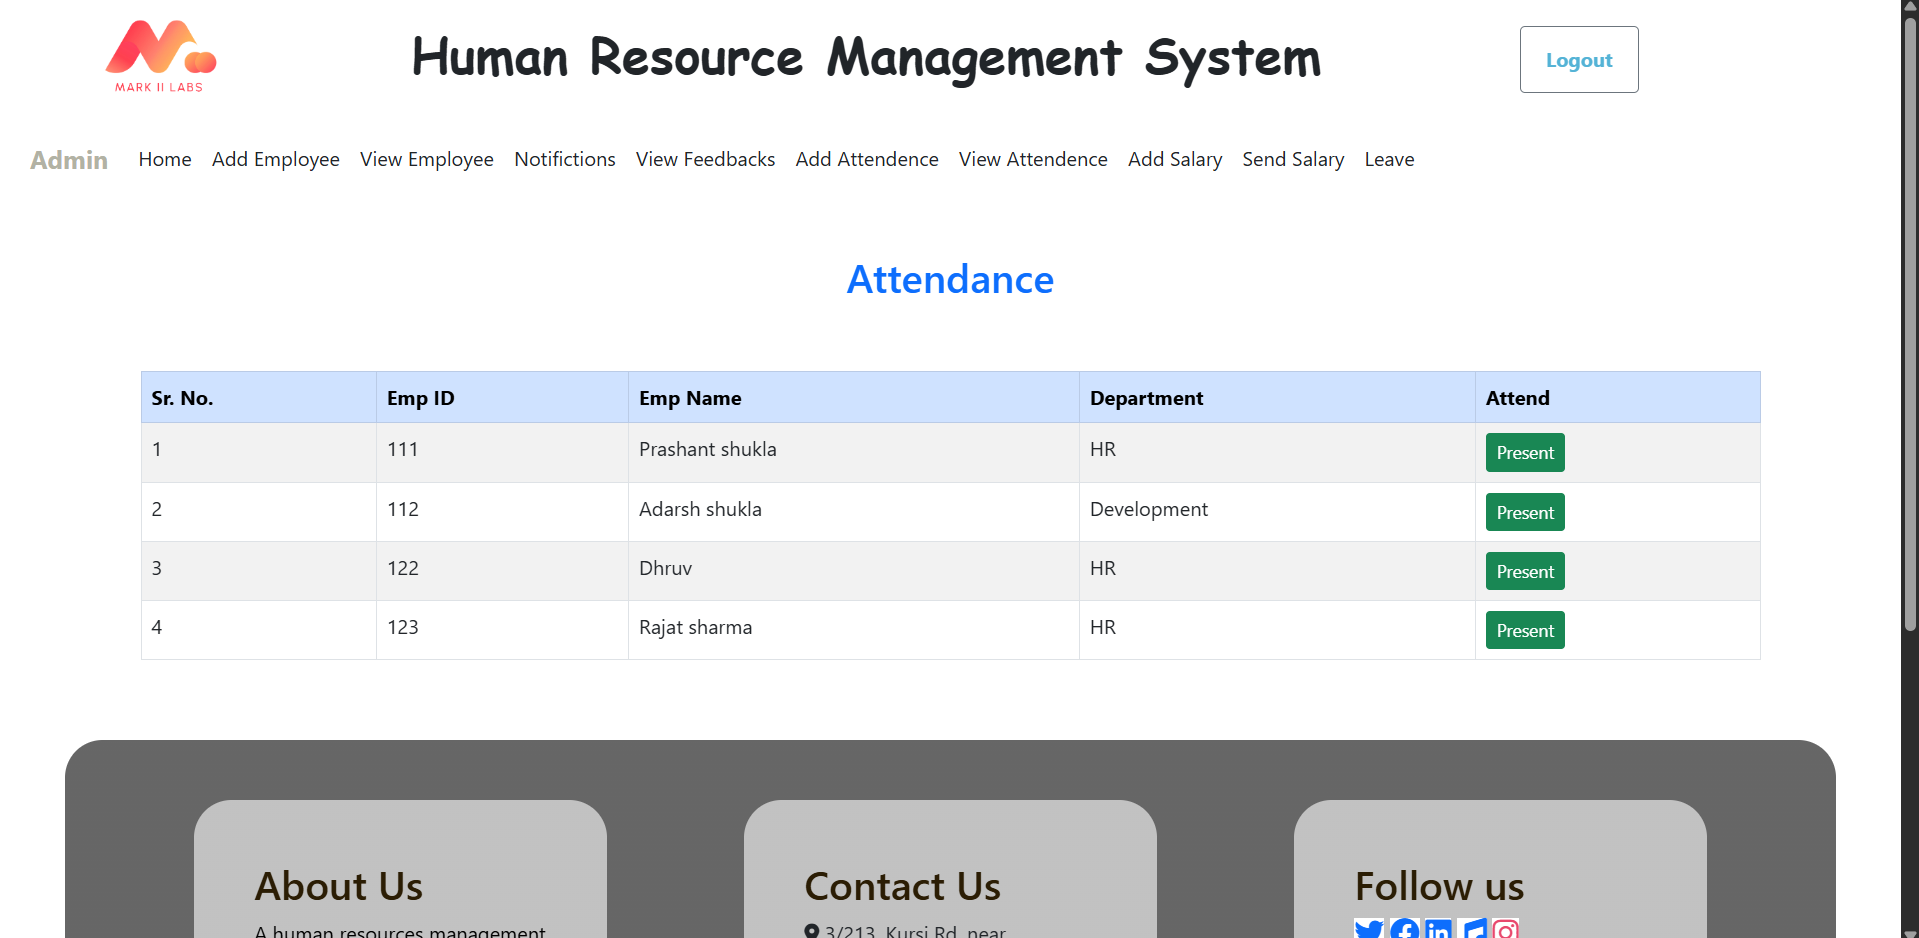 MARK II LABS
Human Resource Management System
Logout
Admin Home Add Employee View Employee Notifictions View Feedbacks Add Attendence View Attendence Add Salary Send Salary Leave
Attendance
Sr. No. Emp ID Emp Name Department Attend
1 111 Prashant shukla HR Present
2 112 Adarsh shukla Development Present
3 122 Dhruv HR Present
4 123 Rajat sharma HR Present
About Us Contact Us Follow us
A human resources management 3/213, Kursi Rd, near